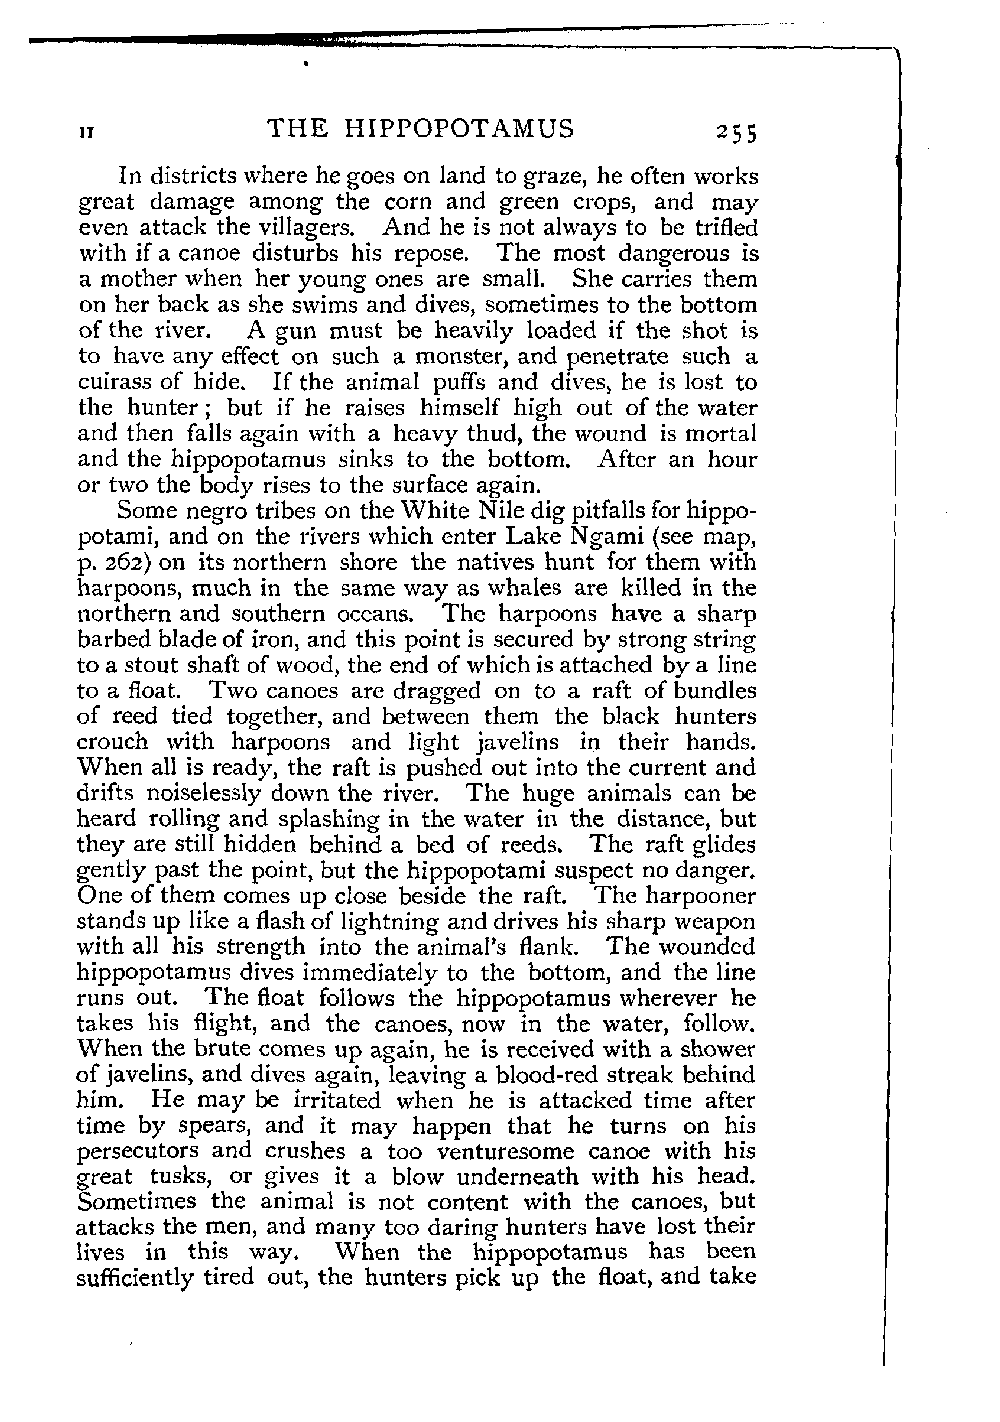 II THE HIPPOPOTAMUS 255
In districts where he goes on land to graze, he often works
great damage among the corn and green crops, and may
even attack the villagers. And he is not always to be trifled
with if a canoe disturbs his repose. The most dangerous is
a mother when her young ones are small. She carries them
on her back as she swims and dives, sometimes to the bottom
of the river. A gun must be heavily loaded if the shot is
to have any effect on such a monster, and penetrate such a
cuirass of hide. If the animal puffs and dives, he is lost to
the hunter; but if he raises himself high out of the water
and then falls again with a heavy thud, the wound is mortal
and the hippopotamus sinks to the bottom. After an hour
or two the body rises to the surface again.
Some negro tribes on the White Nile dig pitfalls for hippo-
potami, and on the rivers which enter Lake Ngami (see map,
p. 262) on its northern shore the natives hunt for them with
harpoons, much in the same way as whales are killed in the
northern and southern oceans. The harpoons have a sharp
barbed blade of iron, and this point is secured by strong string
to a stout shaft of wood, the end of which is attached by a line
to a float. Two canoes are dragged on to a raft of bundles
of reed tied together, and between them the black hunters
crouch with harpoons and light javelins in their hands.
When all is ready, the raft is pushed out into the current and
drifts noiselessly down the river. The huge animals can be
heard rolling and splashing in the water in the distance, but
they are still hidden behind a bed of reeds. The raft glides
gently past the point, but the hippopotami suspect no danger.
One of them comes up close beside the raft. The harpooner
stands up like a flash of lightning and drives his sharp weapon
with all his strength into the animal's flank. The wounded
hippopotamus dives immediately to the bottom, and the line
runs out. The float follows the hippopotamus wherever he
takes his flight, and the canoes, now in the water, follow.
When the brute comes up again, he is received with a shower
of javelins, and dives again, leaving a blood-red streak behind
him. He may be irritated when he is attacked time after
time by spears, and it may happen that he turns on his
persecutors and crushes a too venturesome canoe with his
great tusks, or gives it a blow underneath with his head.
Sometimes the animal is not content with the canoes, but
attacks the men, and many too daring hunters have lost their
lives in this way. When the hippopotamus has been
sufficiently tired out, the hunters pick up the float, and take